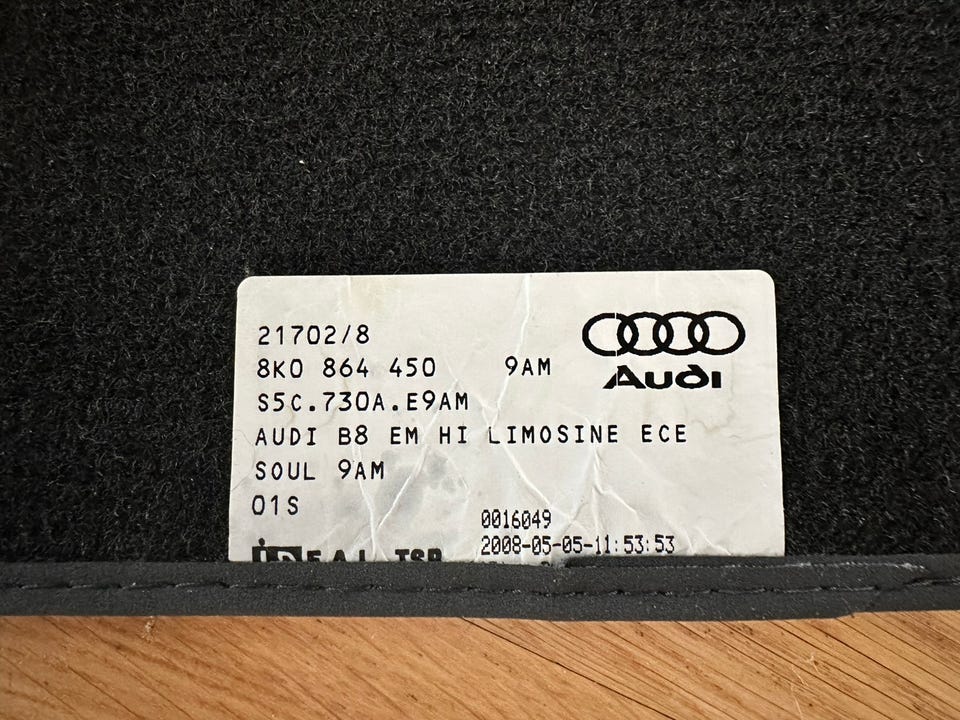 21702/8
8K0 864 450 9AM
Audi
S5C.730A.E9AM
AUDI B8 EM HI LIMOSINE ECE
SOUL 9AM
01S
0016049
2008-05-05-11:53:53